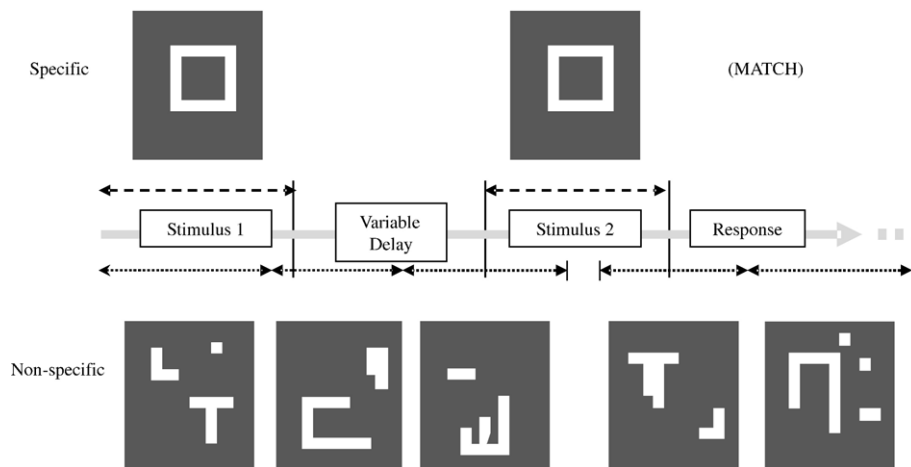 Specific
(MATCH)
Stimulus 1
Variable
Delay
Stimulus 2
Response
Non-specific